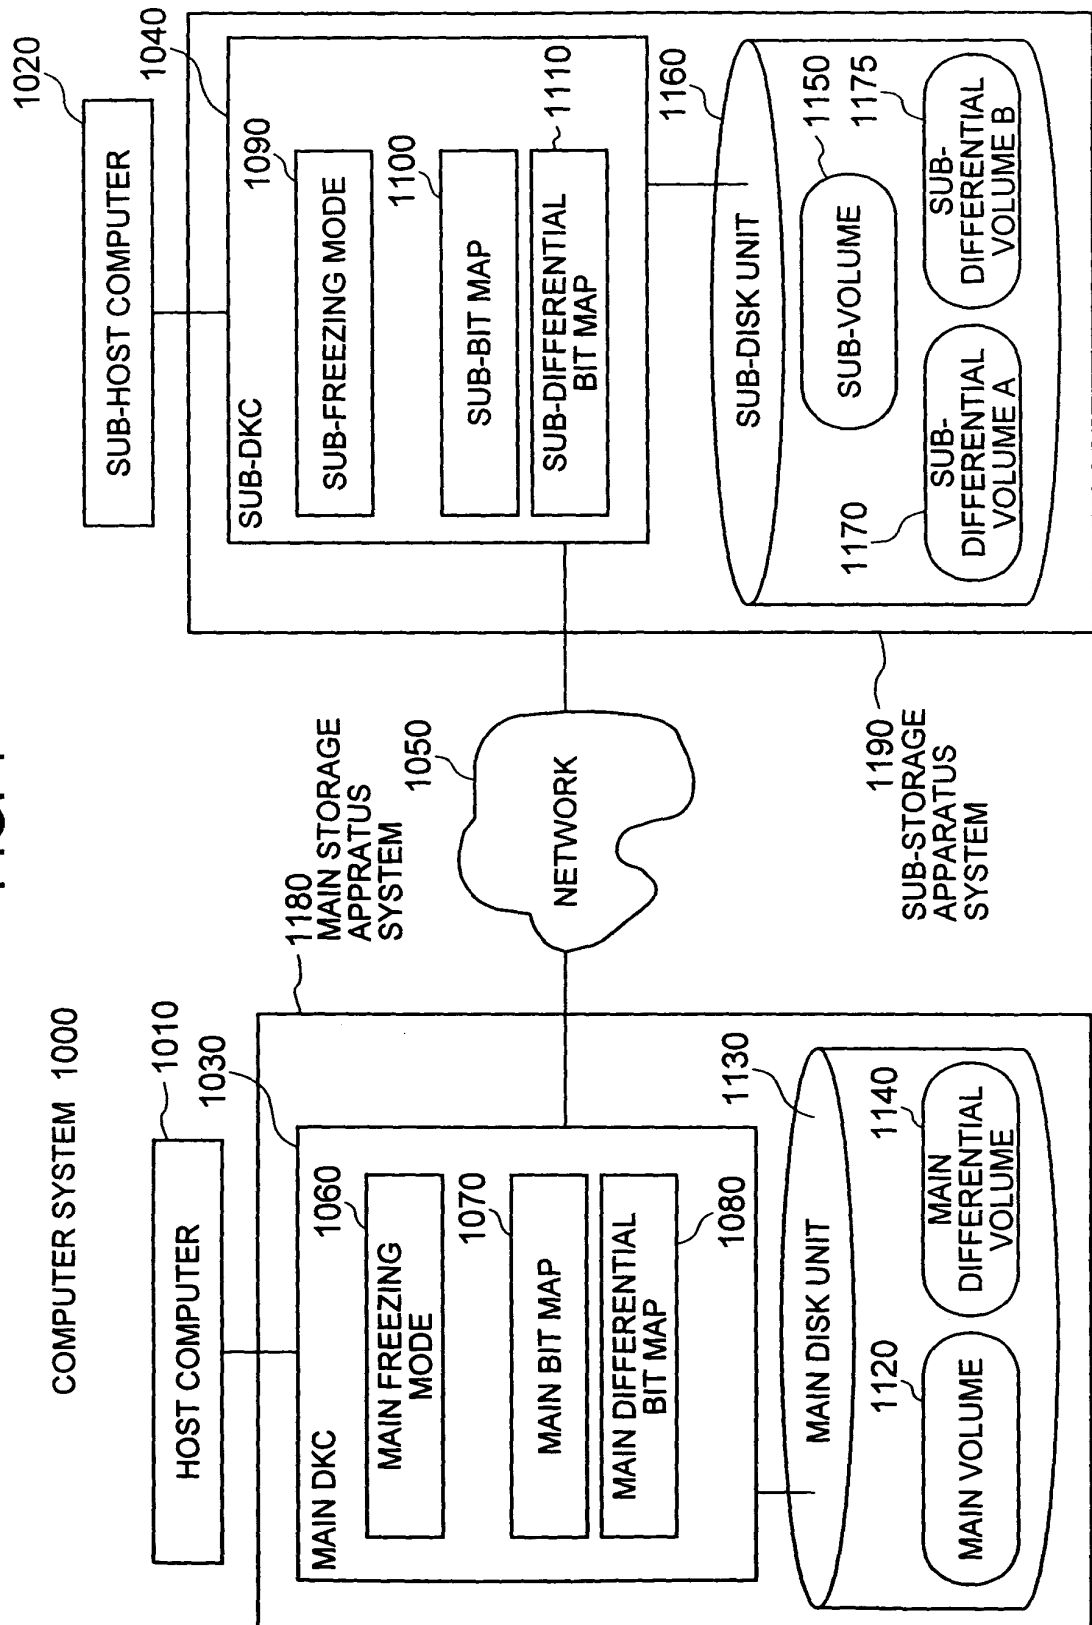 COMPUTER SYSTEM 1000
1010
HOST COMPUTER
1030
MAIN DKC
1060
MAIN FREEZING
MODE
1070
MAIN BIT MAP
MAIN DIFFERENTIAL
BIT MAP
1080
1130
MAIN DISK UNIT
1120
MAIN VOLUME
1140
MAIN
DIFFERENTIAL
VOLUME
1180
MAIN STORAGE
APPRATUS
SYSTEM
1050
NETWORK
1020
SUB-HOST COMPUTER
1040
SUB-DKC
1090
SUB-FREEZING MODE
1100
SUB-BIT MAP
SUB-DIFFERENTIAL
BIT MAP
1110
1160
SUB-DISK UNIT
1150
SUB-VOLUME
1170
SUB-
DIFFERENTIAL
VOLUME A
1175
SUB-
DIFFERENTIAL
VOLUME B
1190
SUB-STORAGE
APPARATUS
SYSTEM